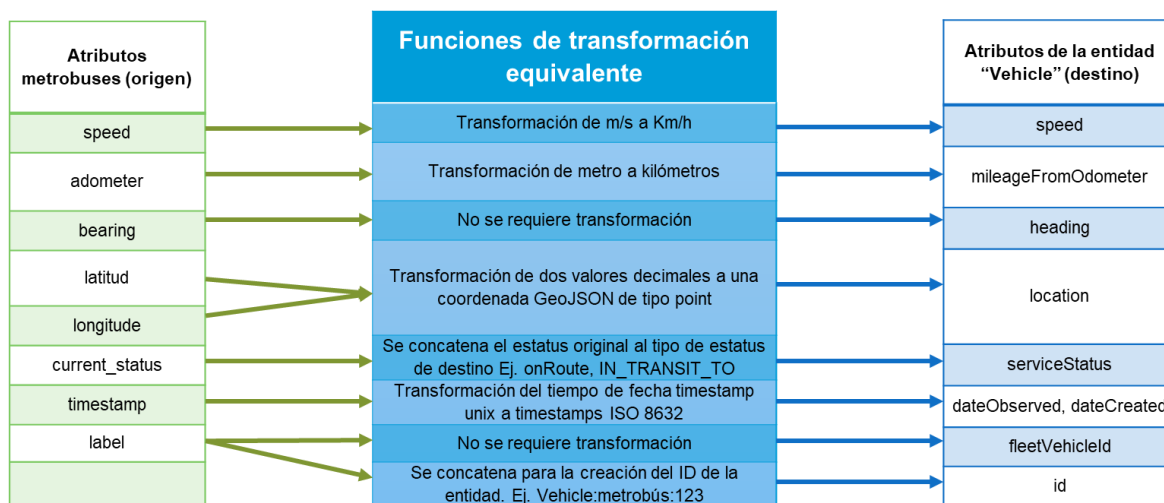 Atributos
metrobuses (origen)
speed
adometer
bearing
latitud
longitude
current_status
timestamp
label
Funciones de transformación
equivalente
Transformación de m/s a Km/h
Transformación de metro a kilómetros
No se requiere transformación
Transformación de dos valores decimales a una
coordenada GeoJSON de tipo point
Se concatena el estatus original al tipo de estatus
de destino Ej. onRoute, IN_TRANSIT_TO
Transformación del tiempo de fecha timestamp
unix a timestamps ISO 8632
No se requiere transformación
Se concatena para la creación del ID de la
entidad. Ej. Vehicle:metrobús:123
Atributos de la entidad
“Vehicle” (destino)
speed
mileageFromOdometer
heading
location
serviceStatus
dateObserved, dateCreated
fleetVehicleId
id